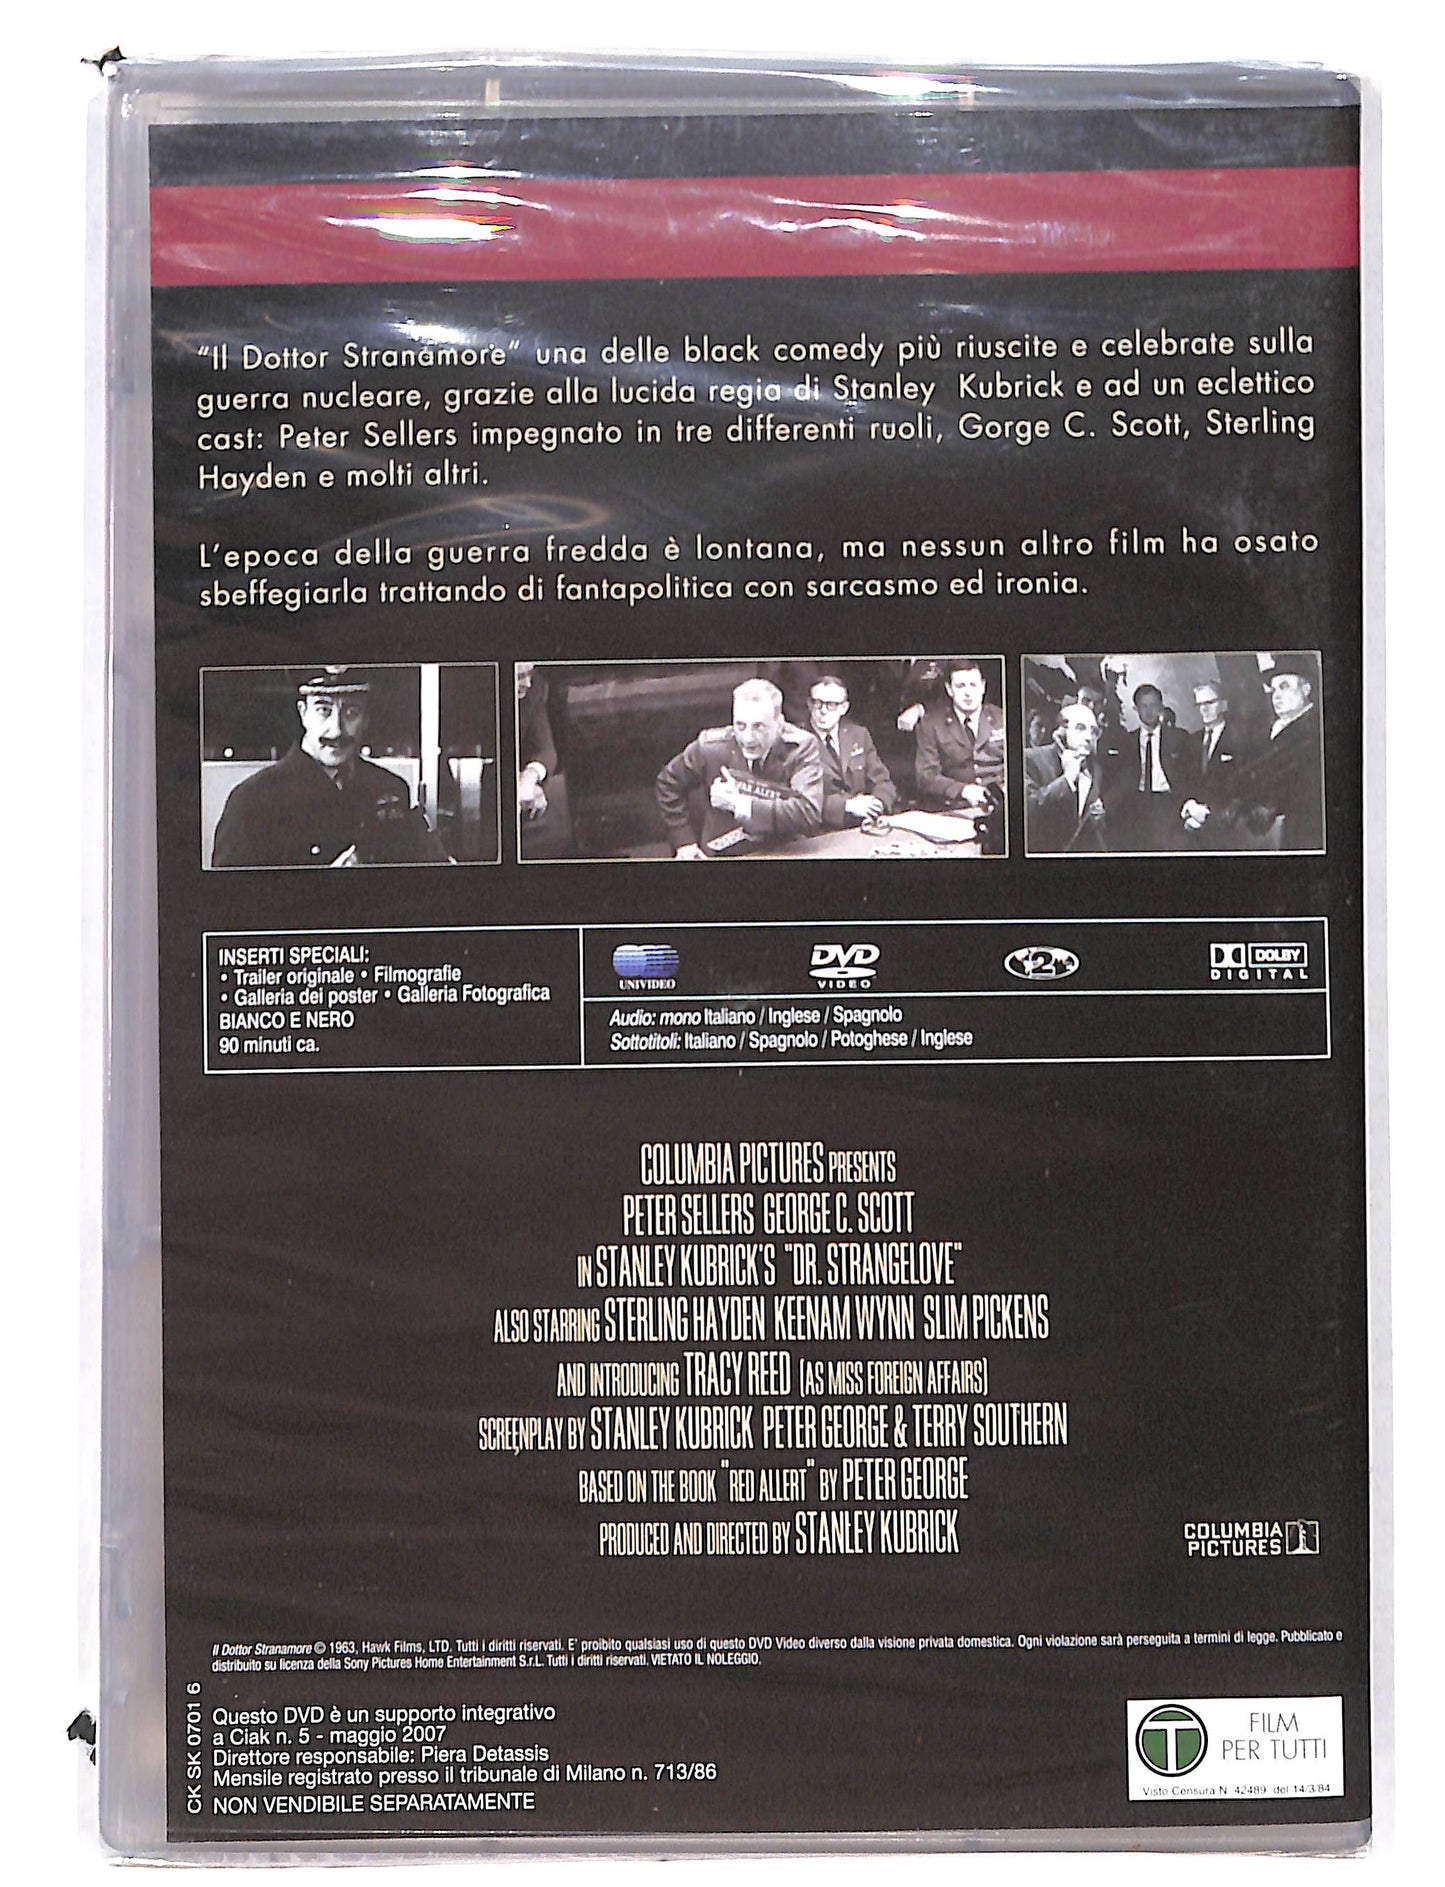 “Il Dottor Stranamore” una delle black comedy più riuscite e celebrate sulla
guerra nucleare, grazie alla lucida regia di Stanley Kubrick e ad un eclettico
cast: Peter Sellers impegnato in tre differenti ruoli, Gorge C. Scott, Sterling
Hayden e molti altri.
L’epoca della guerra fredda è lontana, ma nessun altro film ha osato
sbeffegiarla trattando di fantapolitica con sarcasmo ed ironia.
WAR ALERT
INSERTI SPECIALI:
• Trailer originale • Filmografie
• Galleria dei poster • Galleria Fotografica
BIANCO E NERO
90 minuti ca.
UNIVIDEO
DVD
VIDEO
2
DOLBY
DIGITAL
Audio: mono Italiano / Inglese / Spagnolo
Sottotitoli: Italiano / Spagnolo / Potoghese / Inglese
COLUMBIA PICTURES PRESENTS
PETER SELLERS GEORGE C. SCOTT
IN STANLEY KUBRICK'S "DR. STRANGELOVE"
ALSO STARRING STERLING HAYDEN KEENAM WYNN SLIM PICKENS
AND INTRODUCING TRACY REED (AS MISS FOREIGN AFFAIRS)
SCREENPLAY BY STANLEY KUBRICK PETER GEORGE & TERRY SOUTHERN
BASED ON THE BOOK "RED ALLERT" BY PETER GEORGE
PRODUCED AND DIRECTED BY STANLEY KUBRICK
COLUMBIA
PICTURES
Il Dottor Stranamore © 1963, Hawk Films, LTD. Tutti i diritti riservati. E' proibito qualsiasi uso di questo DVD Video diverso dalla visione privata domestica. Ogni violazione sarà perseguita a termini di legge. Pubblicato e
distribuito su licenza della Sony Pictures Home Entertainment S.r.L. Tutti i diritti riservati. VIETATO IL NOLEGGIO.
CK SK 0701 6
Questo DVD è un supporto integrativo
a Ciak n. 5 - maggio 2007
Direttore responsabile: Piera Detassis
Mensile registrato presso il tribunale di Milano n. 713/86
NON VENDIBILE SEPARATAMENTE
T
FILM
PER TUTTI
Visto Censura N. 42489 del 14/3/84